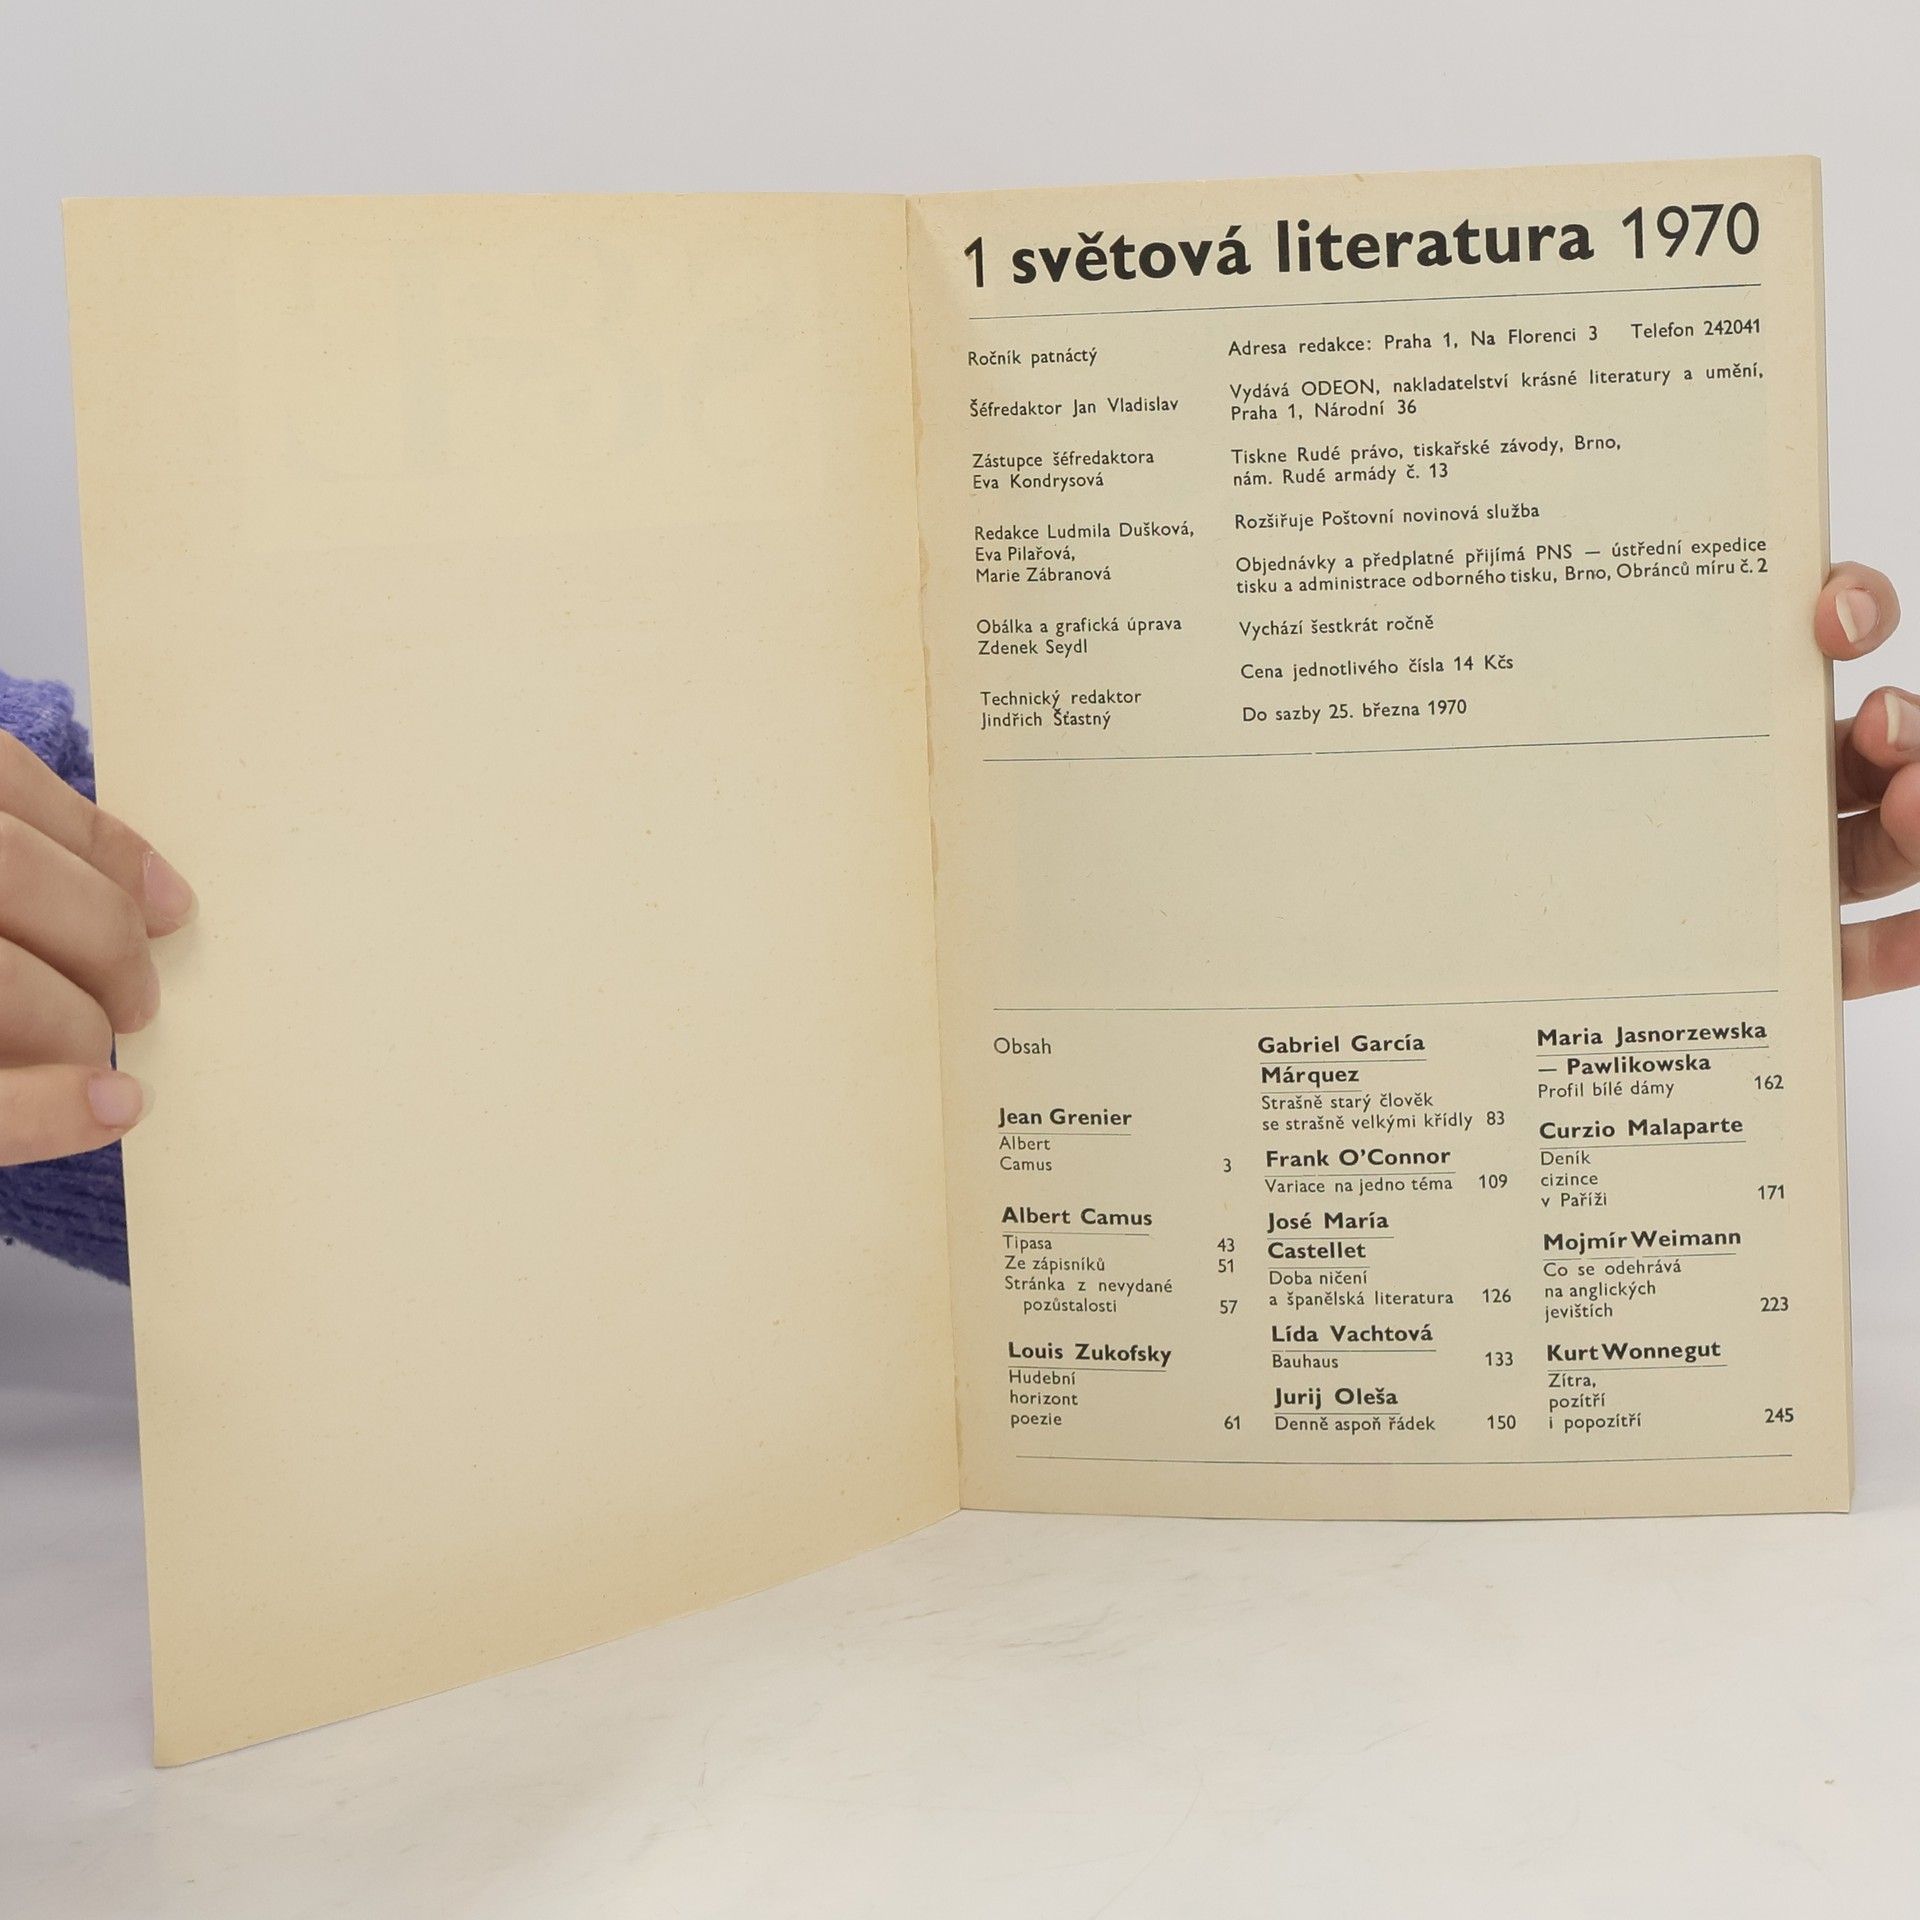 1 světová literatura 1970
Ročník patnáctý
Šéfredaktor Jan Vladislav
Zástupce šéfredaktora
Eva Kondrysová
Redakce Ludmila Dušková,
Eva Pilařová,
Marie Zábranová
Obálka a grafická úprava
Zdenek Seydl
Technický redaktor
Jindřich Šťastný
Adresa redakce: Praha 1, Na Florenci 3 Telefon 242041
Vydává ODEON, nakladatelství krásné literatury a umění,
Praha 1, Národní 36
Tiskne Rudé právo, tiskařské závody, Brno,
nám. Rudé armády č. 13
Rozšiřuje Poštovní novinová služba
Objednávky a předplatné přijímá PNS — ústřední expedice
tisku a administrace odborného tisku, Brno, Obránců míru č. 2
Vychází šestkrát ročně
Cena jednotlivého čísla 14 Kčs
Do sazby 25. března 1970
Obsah
Jean Grenier
Albert
Camus 3
Albert Camus
Tipasa 43
Ze zápisníků 51
Stránka z nevydané
pozůstalosti 57
Louis Zukofsky
Hudební
horizont
poezie 61
Gabriel García
Márquez
Strašně starý člověk
se strašně velkými křídly 83
Frank O'Connor
Variace na jedno téma 109
José María
Castellet
Doba ničení
a španělská literatura 126
Lída Vachtová
Bauhaus 133
Jurij Oleša
Denně aspoň řádek 150
Maria Jasnorzewska
— Pawlikowska
Profil bílé dámy 162
Curzio Malaparte
Deník
cizince
v Paříži 171
Mojmír Weimann
Co se odehrává
na anglických
jevištích 223
Kurt Wonnegut
Zítra,
pozítří
i popozítří 245